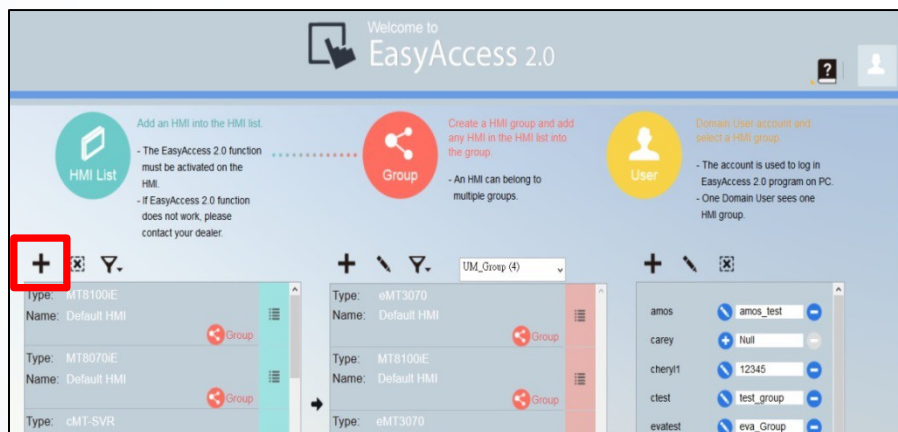 Welcome to
EasyAccess 2.0
?
HMI List
Add an HMI into the HMI list.
- The EasyAccess 2.0 function
must be activated on the
HMI.
- If EasyAccess 2.0 function
does not work, please
contact your dealer.
Group
Create a HMI group and add
any HMI in the HMI list into
the group.
- An HMI can belong to
multiple groups.
User
Domain User account and
select a HMI group.
- The account is used to log in
EasyAccess 2.0 program on PC.
- One Domain User sees one
HMI group.
Type: MT8100iE
Name: Default HMI
Group
Type: MT8070iE
Name: Default HMI
Group
Type: cMT-SVR
UM_Group (4)
Type: eMT3070
Name: Default HMI
Group
Type: MT8100iE
Name: Default HMI
Group
Type: eMT3070
amos amos_test
carey Null
cheryl1 12345
ctest test_group
evatest eva_Group